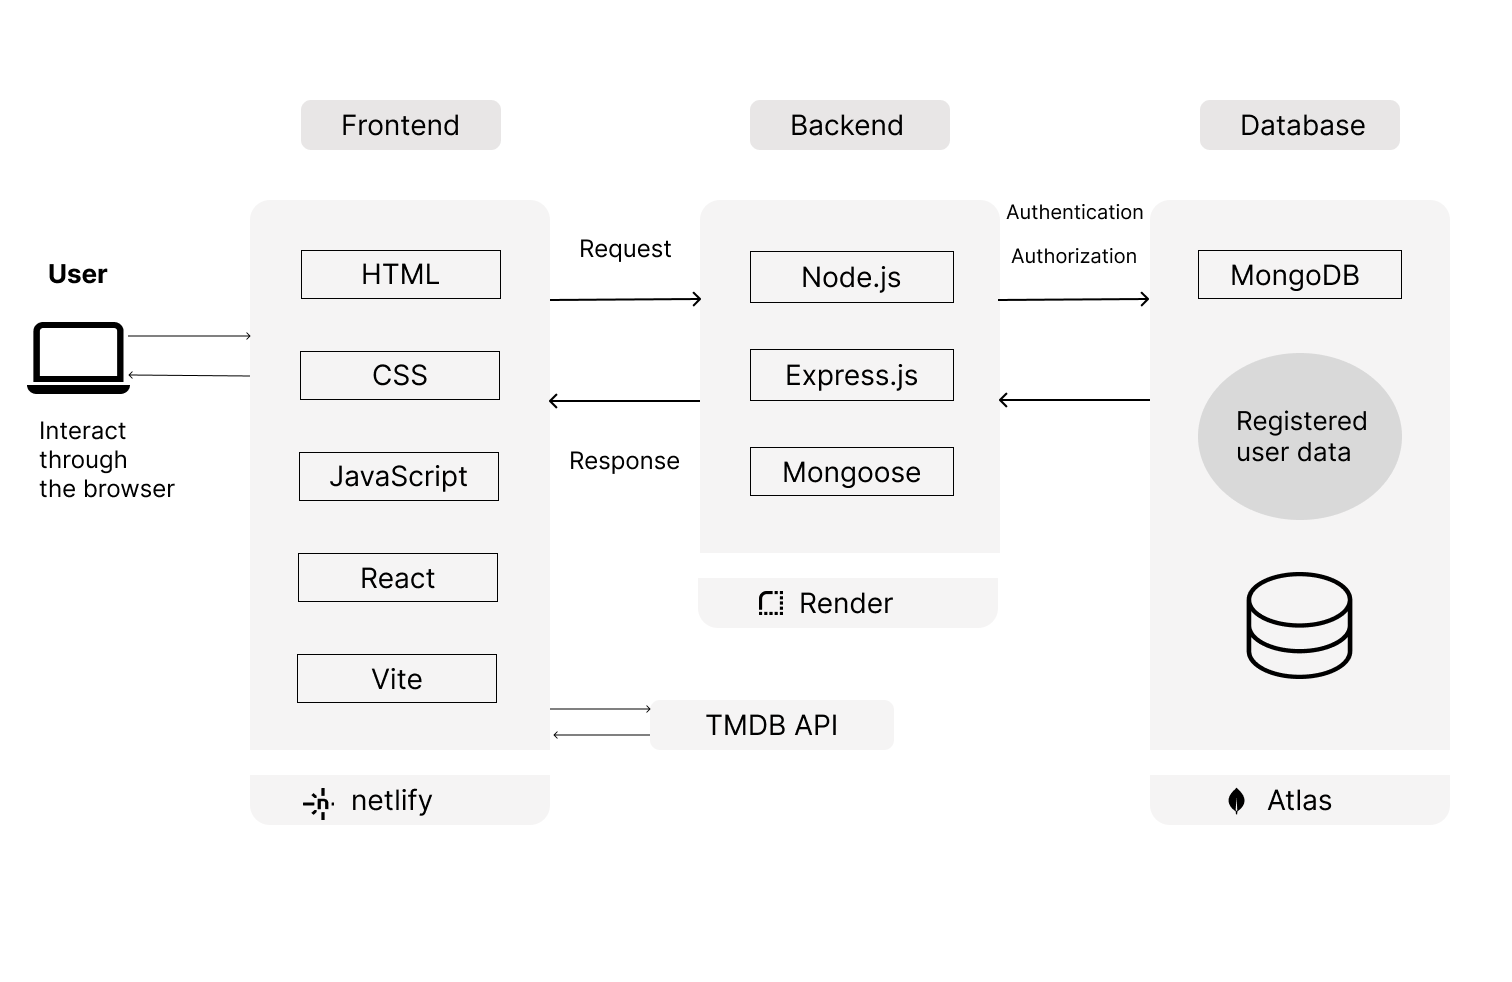 Frontend
Backend
Database
User
Interact
through
the browser
HTML
CSS
JavaScript
React
Vite
netlify
Request
Response
Node.js
Express.js
Mongoose
Render
TMDB API
Authentication
Authorization
MongoDB
Registered
user data
Atlas